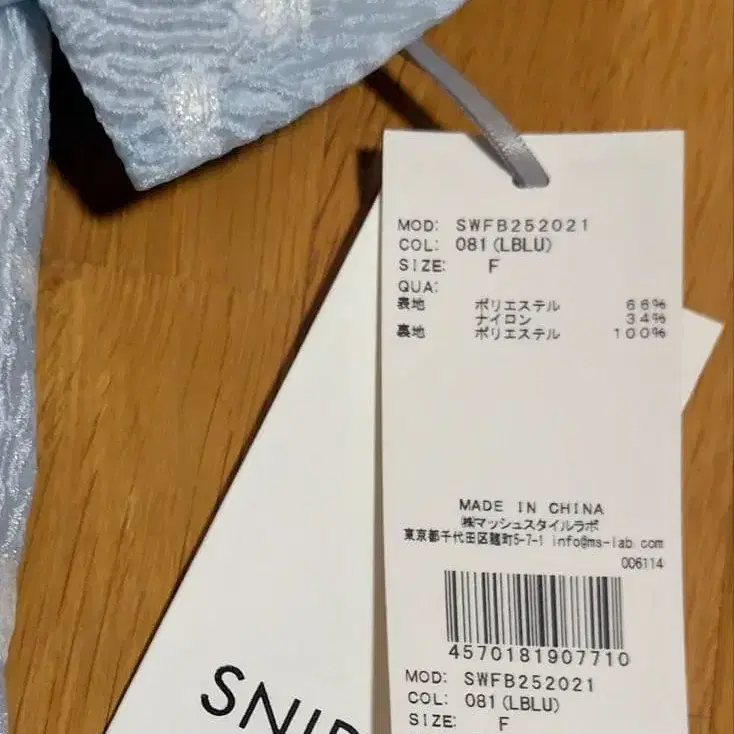 MOD: SWFB252021
COL: 081(LBLU)
SIZE: F
QUA:
表地 ポリエステル 66%
ナイロン 34%
裏地 ポリエステル 100%
MADE IN CHINA
㈱マッシュスタイルラボ
東京都千代田区麹町5-7-1 info@ms-lab.com
006114
4570181907710
MOD: SWFB252021
COL: 081(LBLU)
SIZE: F
SNID